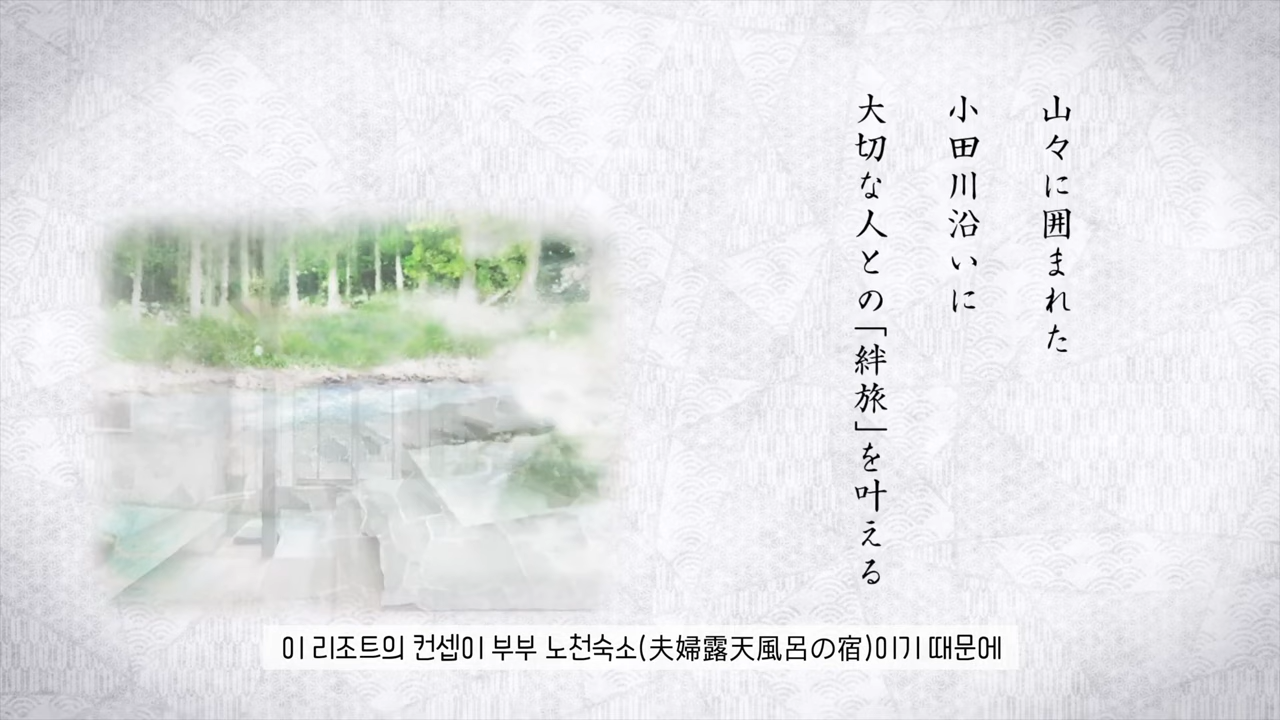 山々に囲まれた
小田川沿いに
大切な人との「絆旅」を叶える
이 리조트의 컨셉이 부부 노천숙소(夫婦露天風呂の宿)이기 때문에